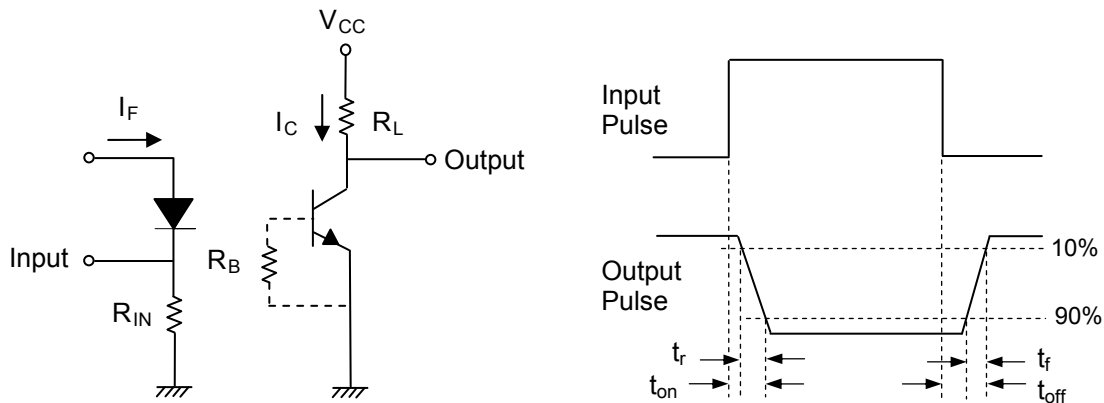 V_CC
I_F
I_C
R_L
Output
Input
R_B
R_IN
Input
Pulse
Output
Pulse
10%
90%
t_r
t_f
t_on
t_off